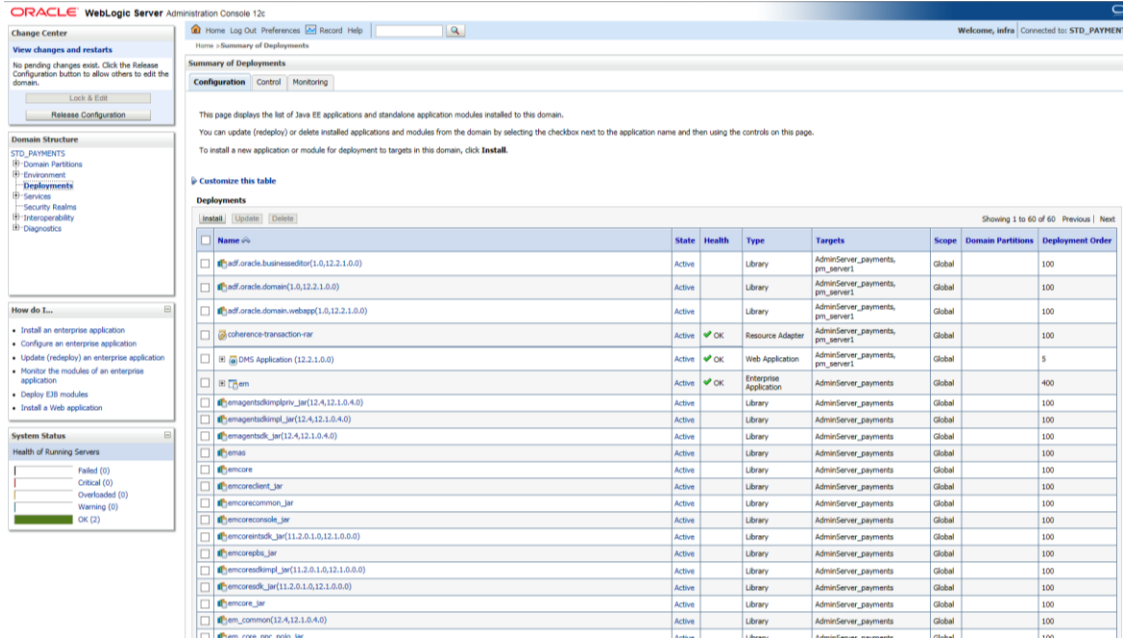 ORACLE WebLogic Server Administration Console 12c
Change Center
View changes and restarts
No pending changes exist. Click the Release
Configuration button to allow others to edit the
domain.
Lock & Edit
Release Configuration
Domain Structure
STD_PAYMENTS
Domain Partitions
Environment
Deployments
Services
Security Realms
Interoperability
Diagnostics
How do I...
Install an enterprise application
Configure an enterprise application
Update (redeploy) an enterprise application
Monitor the modules of an enterprise
application
Deploy EJB modules
Install a Web application
System Status
Health of Running Servers
Failed (0)
Critical (0)
Overloaded (0)
Warning (0)
OK (2)
Home Log Out Preferences Record Help
Welcome, infra Connected to: STD_PAYMEN
Home >Summary of Deployments
Summary of Deployments
Configuration Control Monitoring
This page displays the list of Java EE applications and standalone application modules installed to this domain.
You can update (redeploy) or delete installed applications and modules from the domain by selecting the checkbox next to the application name and then using the controls on this page.
To install a new application or module for deployment to targets in this domain, click Install.
Customize this table
Deployments
Install Update Delete Showing 1 to 60 of 60 Previous | Next
Name State Health Type Targets Scope Domain Partitions Deployment Order
adf.oracle.businesseditor(1.0,12.2.1.0.0) Active Library AdminServer_payments, pm_server1 Global 100
adf.oracle.domain(1.0,12.2.1.0.0) Active Library AdminServer_payments, pm_server1 Global 100
adf.oracle.domain.webapp(1.0,12.2.1.0.0) Active Library AdminServer_payments, pm_server1 Global 100
coherence-transaction-rar Active OK Resource Adapter AdminServer_payments, pm_server1 Global 100
DMS Application (12.2.1.0.0) Active OK Web Application AdminServer_payments, pm_server1 Global 5
em Active OK Enterprise Application AdminServer_payments Global 400
emagentsdkimplpriv_jar(12.4,12.1.0.4.0) Active Library AdminServer_payments Global 100
emagentsdkimpl_jar(12.4,12.1.0.4.0) Active Library AdminServer_payments Global 100
emagentsdk_jar(12.4,12.1.0.4.0) Active Library AdminServer_payments Global 100
emas Active Library AdminServer_payments Global 100
emcore Active Library AdminServer_payments Global 100
emcoreclient_jar Active Library AdminServer_payments Global 100
emcorecommon_jar Active Library AdminServer_payments Global 100
emcoreconsole_jar Active Library AdminServer_payments Global 100
emcoreintsdk_jar(11.2.0.1.0,12.1.0.0.0) Active Library AdminServer_payments Global 100
emcorepbs_jar Active Library AdminServer_payments Global 100
emcoresdkimpl_jar(11.2.0.1.0,12.1.0.0.0) Active Library AdminServer_payments Global 100
emcoresdk_jar(11.2.0.1.0,12.1.0.0.0) Active Library AdminServer_payments Global 100
emcore_jar Active Library AdminServer_payments Global 100
em_common(12.4,12.1.0.4.0) Active Library AdminServer_payments Global 100
Active Library AdminServer_payments Global 100